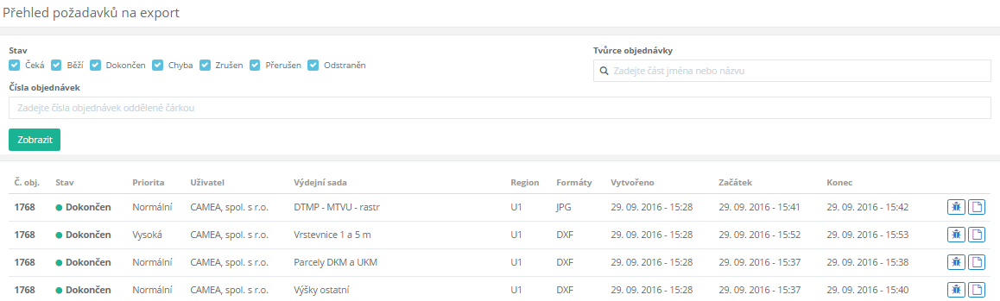 Přehled požadavků na export
Stav
Tvůrce objednávky
Čeká Běží Dokončen Chyba Zrušen Přerušen Odstraněn
Zadejte část jména nebo názvu
Čísla objednávek
Zadejte čísla objednávek oddělené čárkou
Zobrazit
Č. obj. Stav Priorita Uživatel Výdejní sada Region Formáty Vytvořeno Začátek Konec
1768 Dokončen Normální CAMEA, spol. s r.o. DTMP - MTVU - rastr U1 JPG 29. 09. 2016 - 15:28 29. 09. 2016 - 15:41 29. 09. 2016 - 15:42
1768 Dokončen Vysoká CAMEA, spol. s r.o. Vrstevnice 1 a 5 m U1 DXF 29. 09. 2016 - 15:28 29. 09. 2016 - 15:52 29. 09. 2016 - 15:53
1768 Dokončen Normální CAMEA, spol. s r.o. Parcely DKM a UKM U1 DXF 29. 09. 2016 - 15:28 29. 09. 2016 - 15:37 29. 09. 2016 - 15:38
1768 Dokončen Normální CAMEA, spol. s r.o. Výšky ostatní U1 DXF 29. 09. 2016 - 15:28 29. 09. 2016 - 15:37 29. 09. 2016 - 15:40